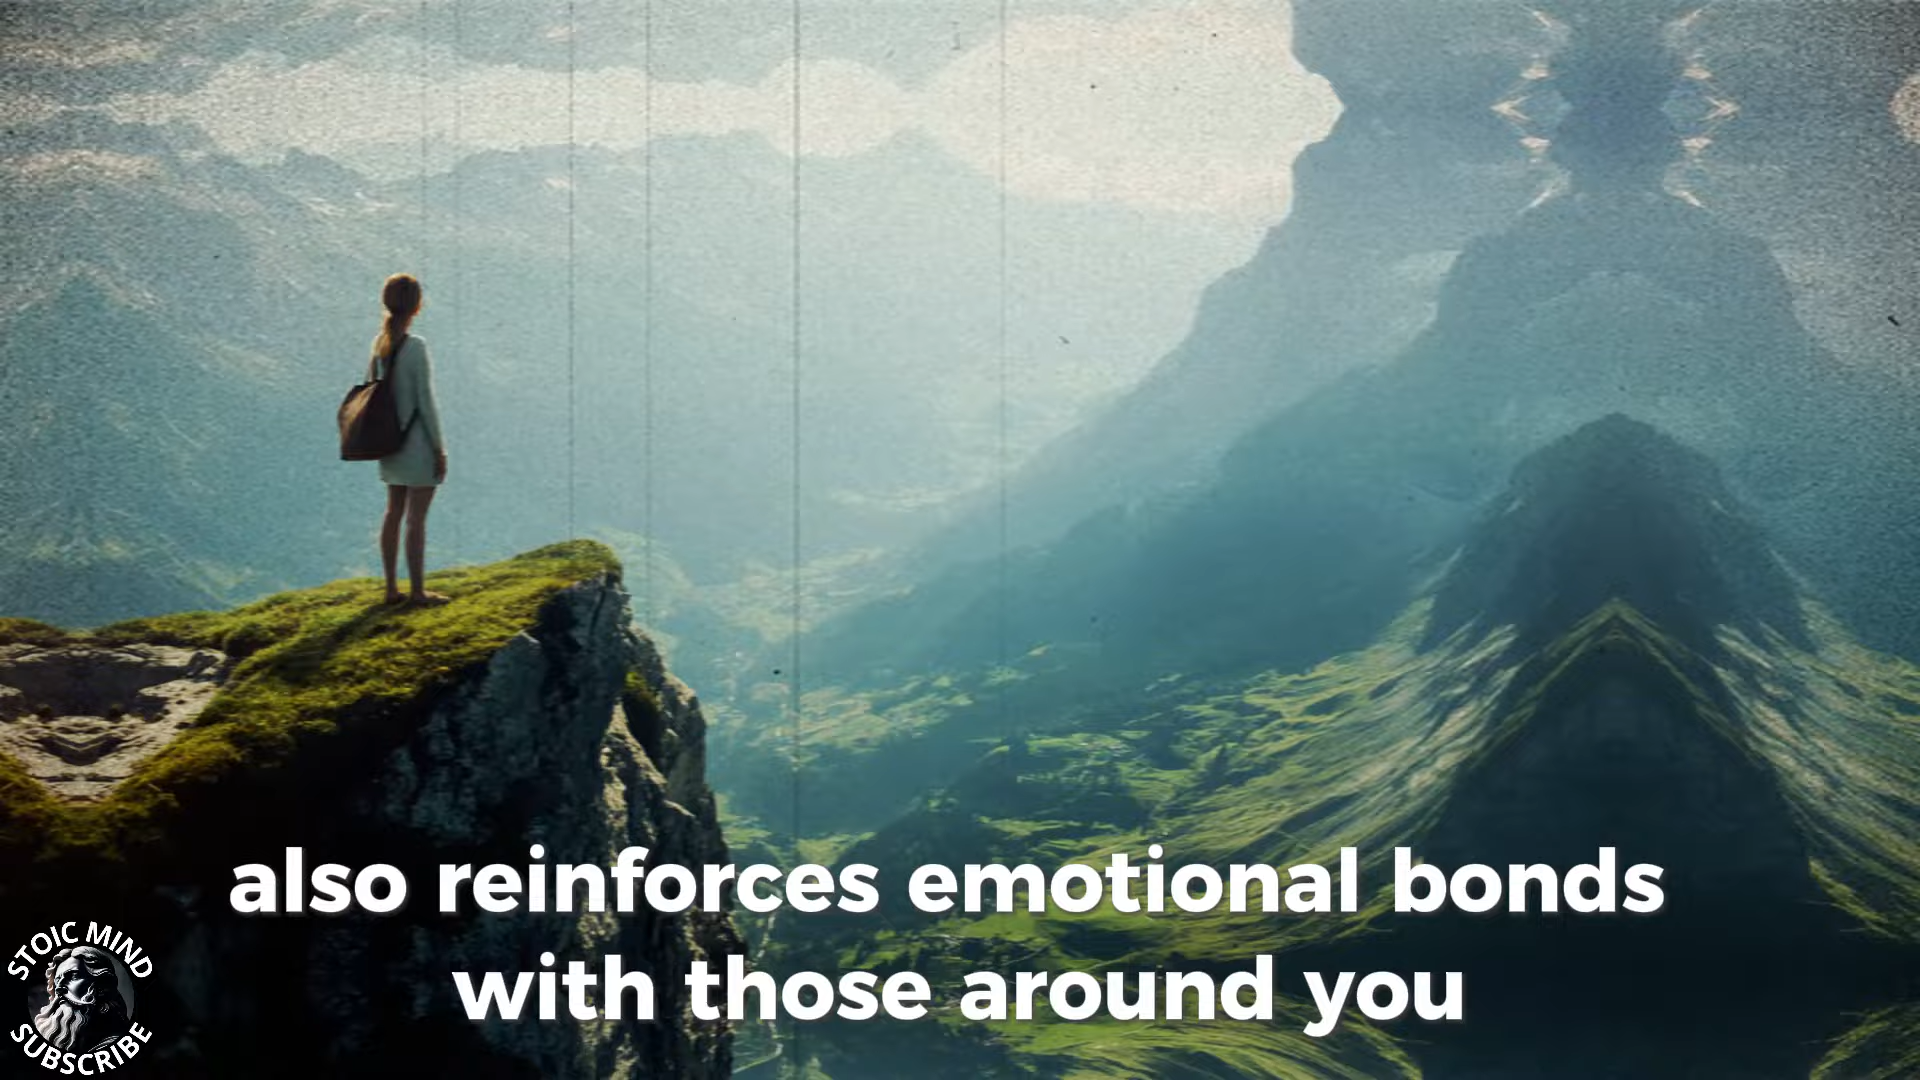 also reinforces emotional bonds
with those around you
STOIC MIND
SUBSCRIBE